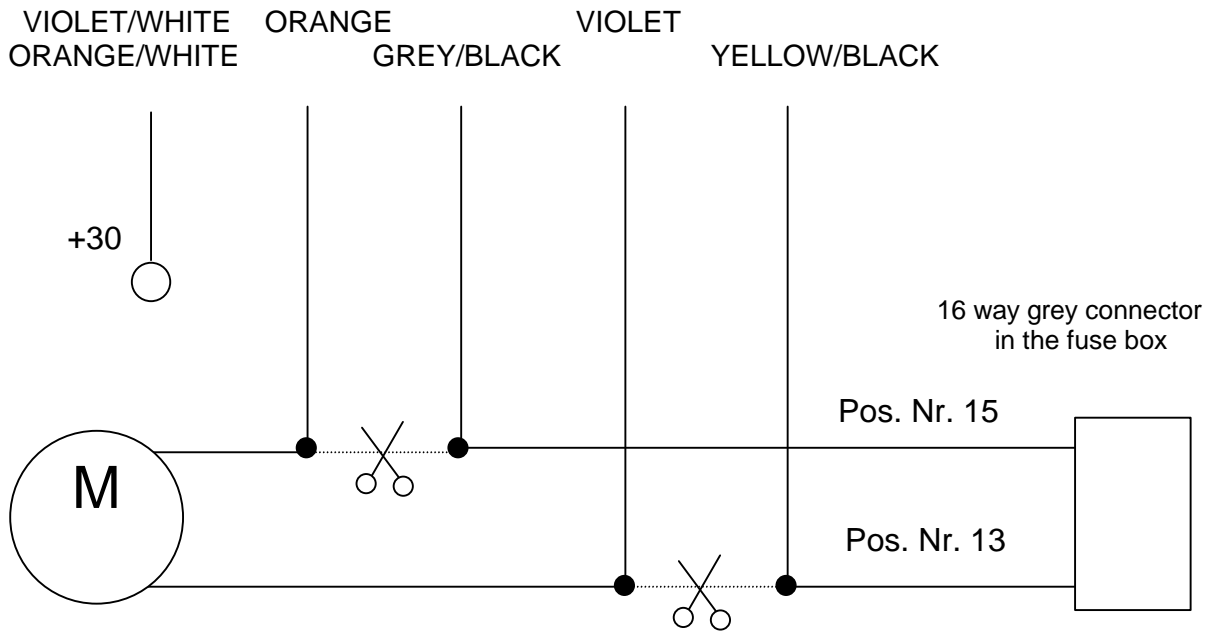 VIOLET/WHITE ORANGE VIOLET
ORANGE/WHITE GREY/BLACK YELLOW/BLACK
+30
16 way grey connector
in the fuse box
Pos. Nr. 15
M
Pos. Nr. 13